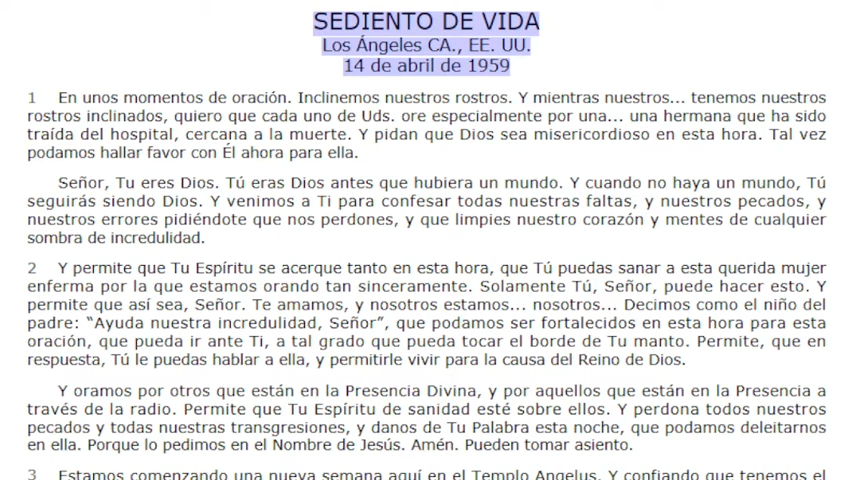 SEDIENTO DE VIDA
Los Ángeles CA., EE. UU.
14 de abril de 1959
1 En unos momentos de oración. Inclinemos nuestros rostros. Y mientras nuestros... tenemos nuestros
rostros inclinados, quiero que cada uno de Uds. ore especialmente por una... una hermana que ha sido
traída del hospital, cercana a la muerte. Y pidan que Dios sea misericordioso en esta hora. Tal vez
podamos hallar favor con Él ahora para ella.
Señor, Tu eres Dios. Tú eras Dios antes que hubiera un mundo. Y cuando no haya un mundo, Tú
seguirás siendo Dios. Y venimos a Ti para confesar todas nuestras faltas, y nuestros pecados, y
nuestros errores pidiéndote que nos perdones, y que limpies nuestro corazón y mentes de cualquier
sombra de incredulidad.
2 Y permite que Tu Espíritu se acerque tanto en esta hora, que Tú puedas sanar a esta querida mujer
enferma por la que estamos orando tan sinceramente. Solamente Tú, Señor, puede hacer esto. Y
permite que así sea, Señor. Te amamos, y nosotros estamos... nosotros... Decimos como el niño del
padre: “Ayuda nuestra incredulidad, Señor”, que podamos ser fortalecidos en esta hora para esta
oración, que pueda ir ante Ti, a tal grado que pueda tocar el borde de Tu manto. Permite, que en
respuesta, Tú le puedas hablar a ella, y permitirle vivir para la causa del Reino de Dios.
Y oramos por otros que están en la Presencia Divina, y por aquellos que están en la Presencia a
través de la radio. Permite que Tu Espíritu de sanidad esté sobre ellos. Y perdona todos nuestros
pecados y todas nuestras transgresiones, y danos de Tu Palabra esta noche, que podamos deleitarnos
en ella. Porque lo pedimos en el Nombre de Jesús. Amén. Pueden tomar asiento.
3 Estamos comenzando una nueva semana aquí en el Templo Angelus. Y confiando que tenemos el